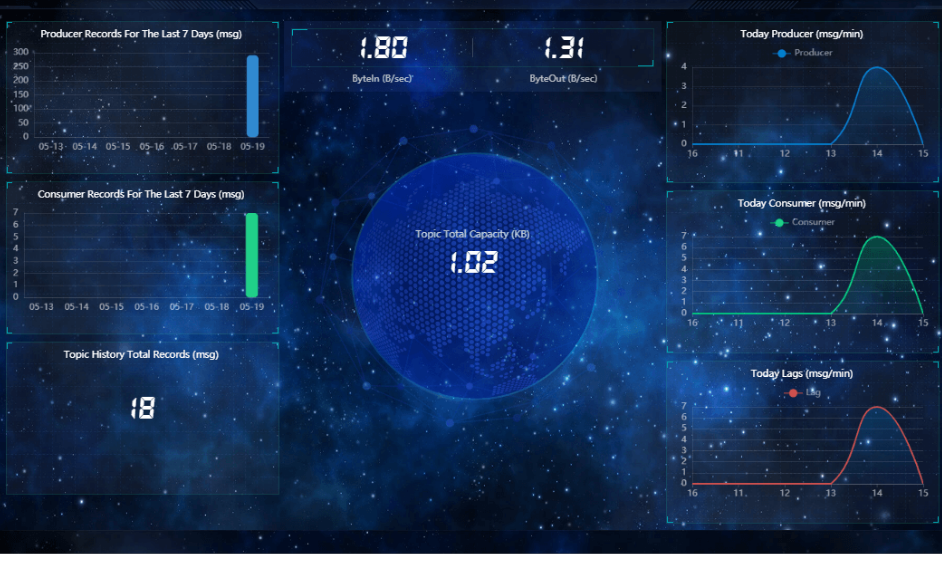 Producer Records For The Last 7 Days (msg)
300
250
200
150
100
50
0
05-13 05-14 05-15 05-16 05-17 05-18 05-19
Consumer Records For The Last 7 Days (msg)
7
6
5
4
3
2
1
0
05-13 05-14 05-15 05-16 05-17 05-18 05-19
Topic History Total Records (msg)
18
1.80 1.31
ByteIn (B/sec) ByteOut (B/sec)
Topic Total Capacity (KB)
1.02
Today Producer (msg/min)
Producer
4
3
2
1
0
16 11 12 13 14 15
Today Consumer (msg/min)
Consumer
7
6
5
4
3
2
1
0
16 11 12 13 14 15
Today Lags (msg/min)
Lag
7
6
5
4
3
2
1
0
16 11 12 13 14 15